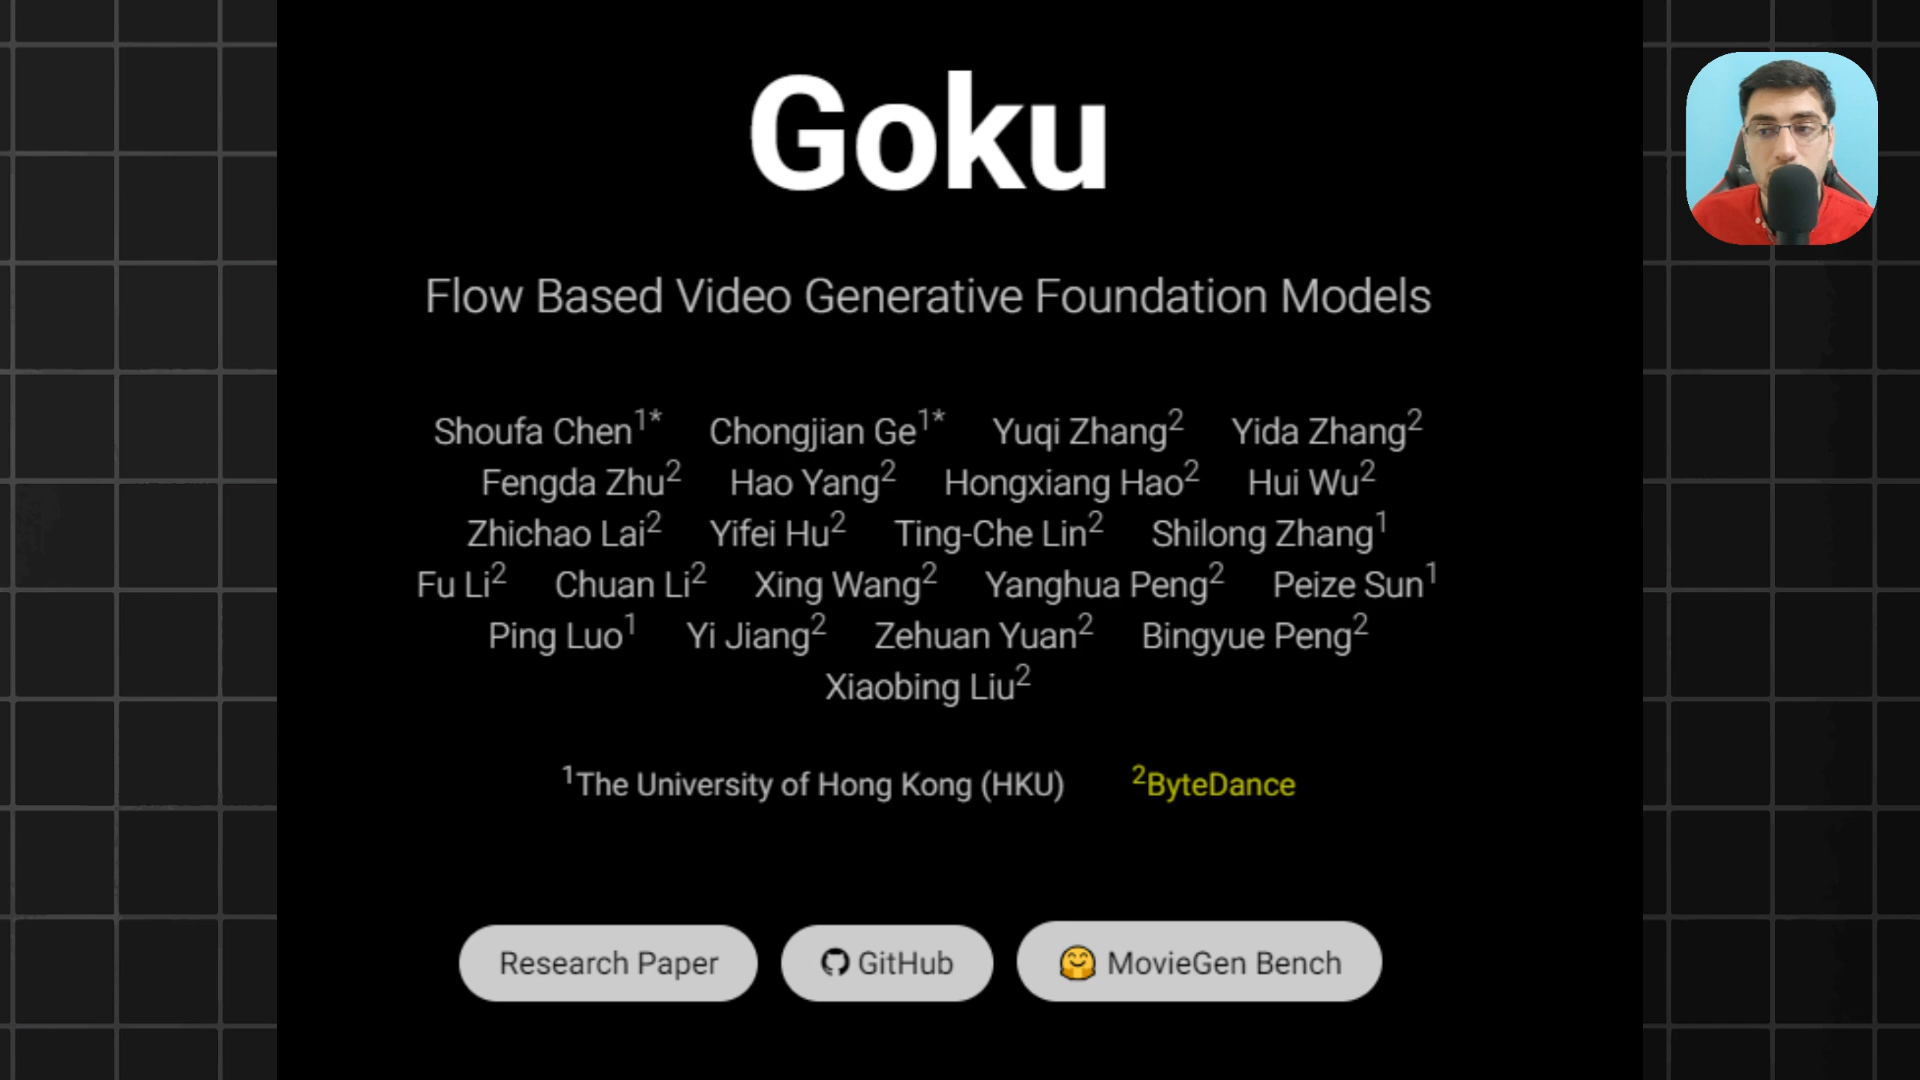 Goku
Flow Based Video Generative Foundation Models
Shoufa Chen1* Chongjian Ge1* Yuqi Zhang2 Yida Zhang2
Fengda Zhu2 Hao Yang2 Hongxiang Hao2 Hui Wu2
Zhichao Lai2 Yifei Hu2 Ting-Che Lin2 Shilong Zhang1
Fu Li2 Chuan Li2 Xing Wang2 Yanghua Peng2 Peize Sun1
Ping Luo1 Yi Jiang2 Zehuan Yuan2 Bingyue Peng2
Xiaobing Liu2
1The University of Hong Kong (HKU) 2ByteDance
Research Paper GitHub MovieGen Bench